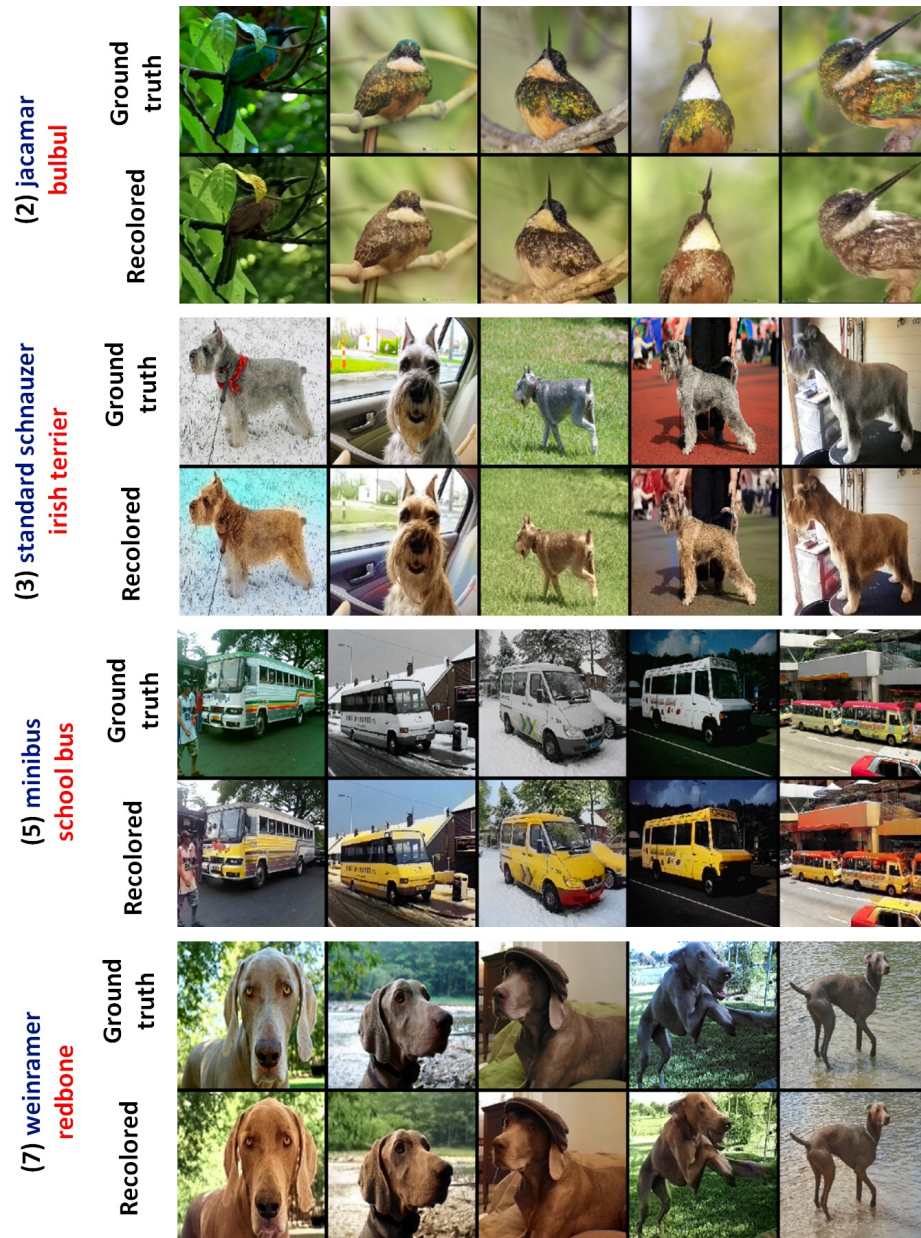 (2) jacamar
bulbul
Ground
truth
Recolored
(3) standard schnauzer
irish terrier
Ground
truth
Recolored
(5) minibus
school bus
Ground
truth
Recolored
(7) weinramer
redbone
Ground
truth
Recolored